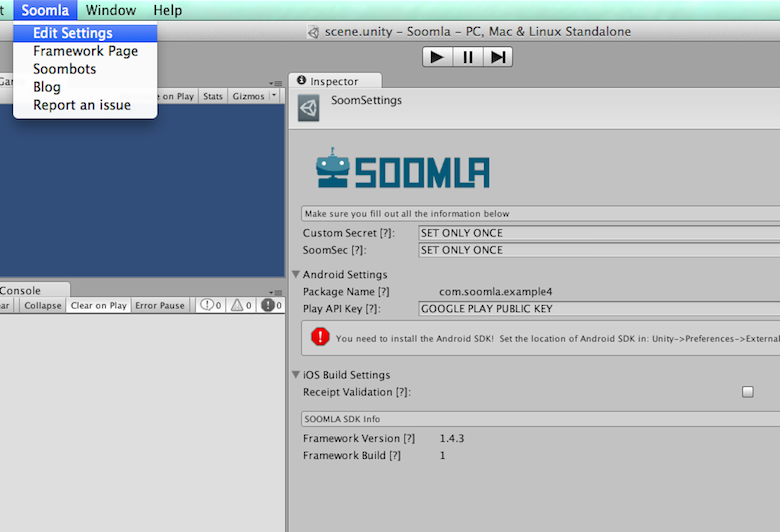 Soomla Window Help
Edit Settings
Framework Page
Soombots
Blog
Report an issue
scene.unity – Soomla – PC, Mac & Linux Standalone
on Play Stats Gizmos
Inspector
SoomSettings
SOOMLA
Make sure you fill out all the information below
Custom Secret [?]: SET ONLY ONCE
SoomSec [?]: SET ONLY ONCE
Android Settings
Package Name [?] com.soomla.example4
Play API Key [?]: GOOGLE PLAY PUBLIC KEY
You need to install the Android SDK! Set the location of Android SDK in: Unity->Preferences->External
iOS Build Settings
Receipt Validation [?]:
SOOMLA SDK Info
Framework Version [?] 1.4.3
Framework Build [?] 1
Console
Collapse Clear on Play Error Pause 0 0 0